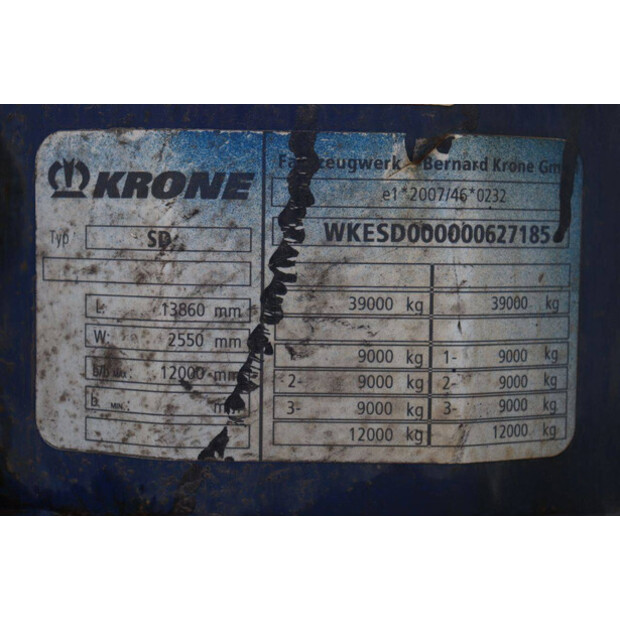 KRONE
Typ SD
L: 13860 mm
W: 2550 mm
12000 mm
B MIN.: mm
Fahrzeugwerk Bernard Krone Gm
e1*2007/46*0232
WKESD000000627185
39000 kg 39000 kg
9000 kg 1- 9000 kg
2- 9000 kg 2- 9000 kg
3- 9000 kg 3- 9000 kg
12000 kg 12000 kg